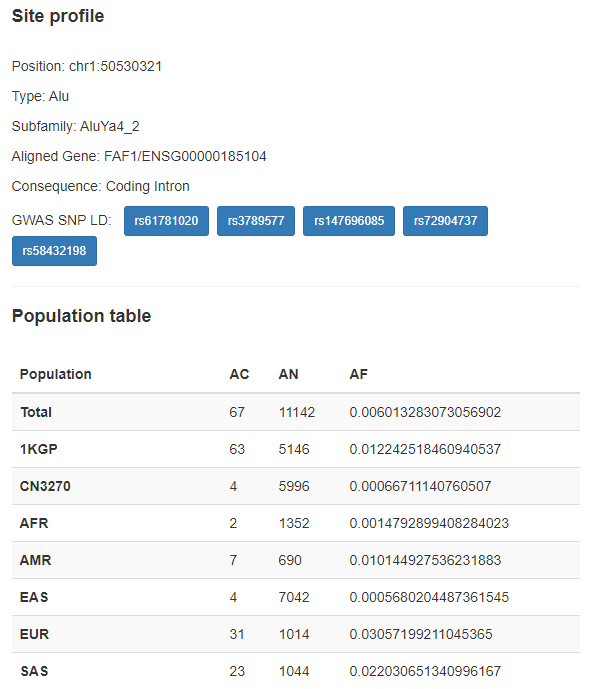 Site profile
Position: chr1:50530321
Type: Alu
Subfamily: AluYa4_2
Aligned Gene: FAF1/ENSG00000185104
Consequence: Coding Intron
GWAS SNP LD: rs61781020 rs3789577 rs147696085 rs72904737
rs58432198
Population table
Population AC AN AF
Total 67 11142 0.006013283073056902
1KGP 63 5146 0.012242518460940537
CN3270 4 5996 0.00066711140760507
AFR 2 1352 0.0014792899408284023
AMR 7 690 0.010144927536231883
EAS 4 7042 0.0005680204487361545
EUR 31 1014 0.03057199211045365
SAS 23 1044 0.022030651340996167